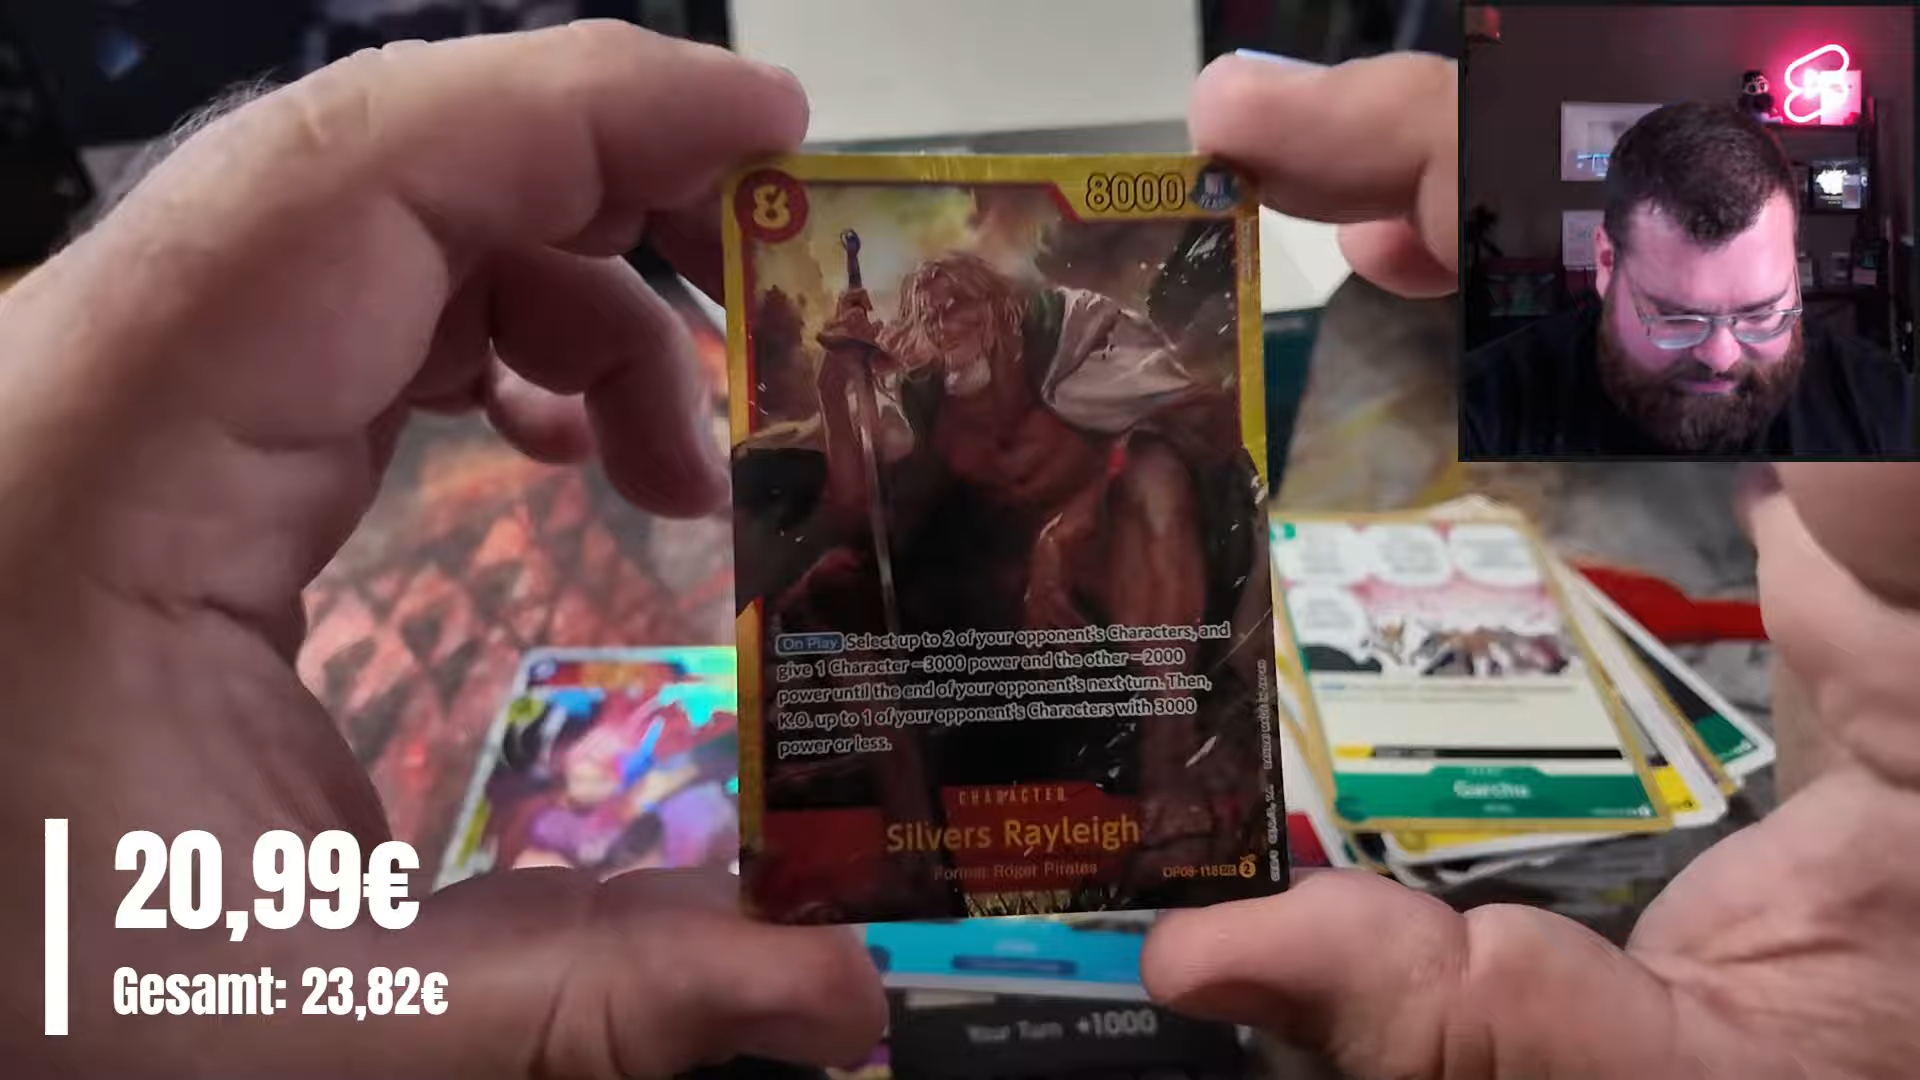 8
8000
On Play Select up to 2 of your opponent's Characters, and
give 1 Character −3000 power and the other −2000
power until the end of your opponent's next turn. Then,
K.O. up to 1 of your opponent's Characters with 3000
power or less.
CHARACTER
Silvers Rayleigh
Former Roger Pirates
OP08-118
2
Garchu
20,99€
Gesamt: 23,82€
Your Turn +1000